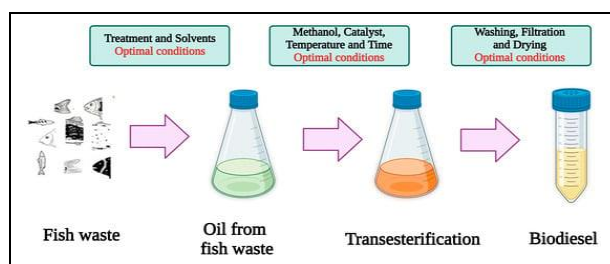 Treatment and Solvents
Optimal conditions
Methanol, Catalyst,
Temperature and Time
Optimal conditions
Washing, Filtration
and Drying
Optimal conditions
Fish waste
Oil from
fish waste
Transesterification
Biodiesel